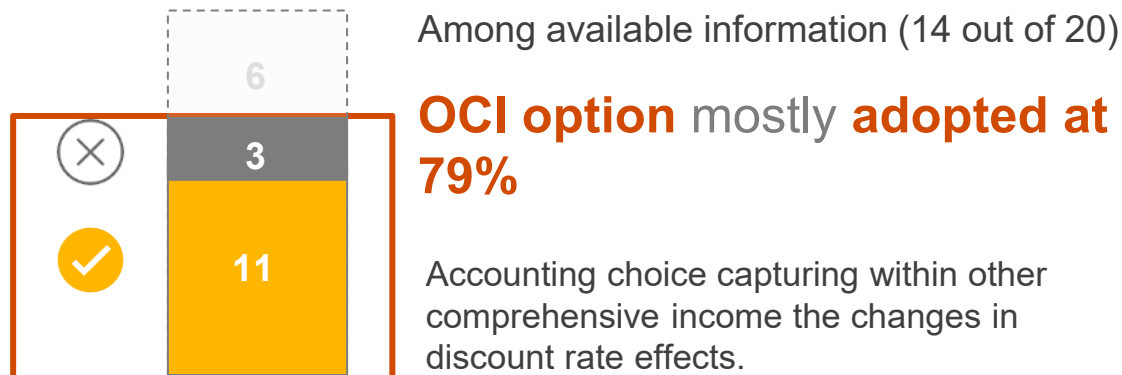 Among available information (14 out of 20)
6
OCI option mostly adopted at
79%
3
11
Accounting choice capturing within other
comprehensive income the changes in
discount rate effects.